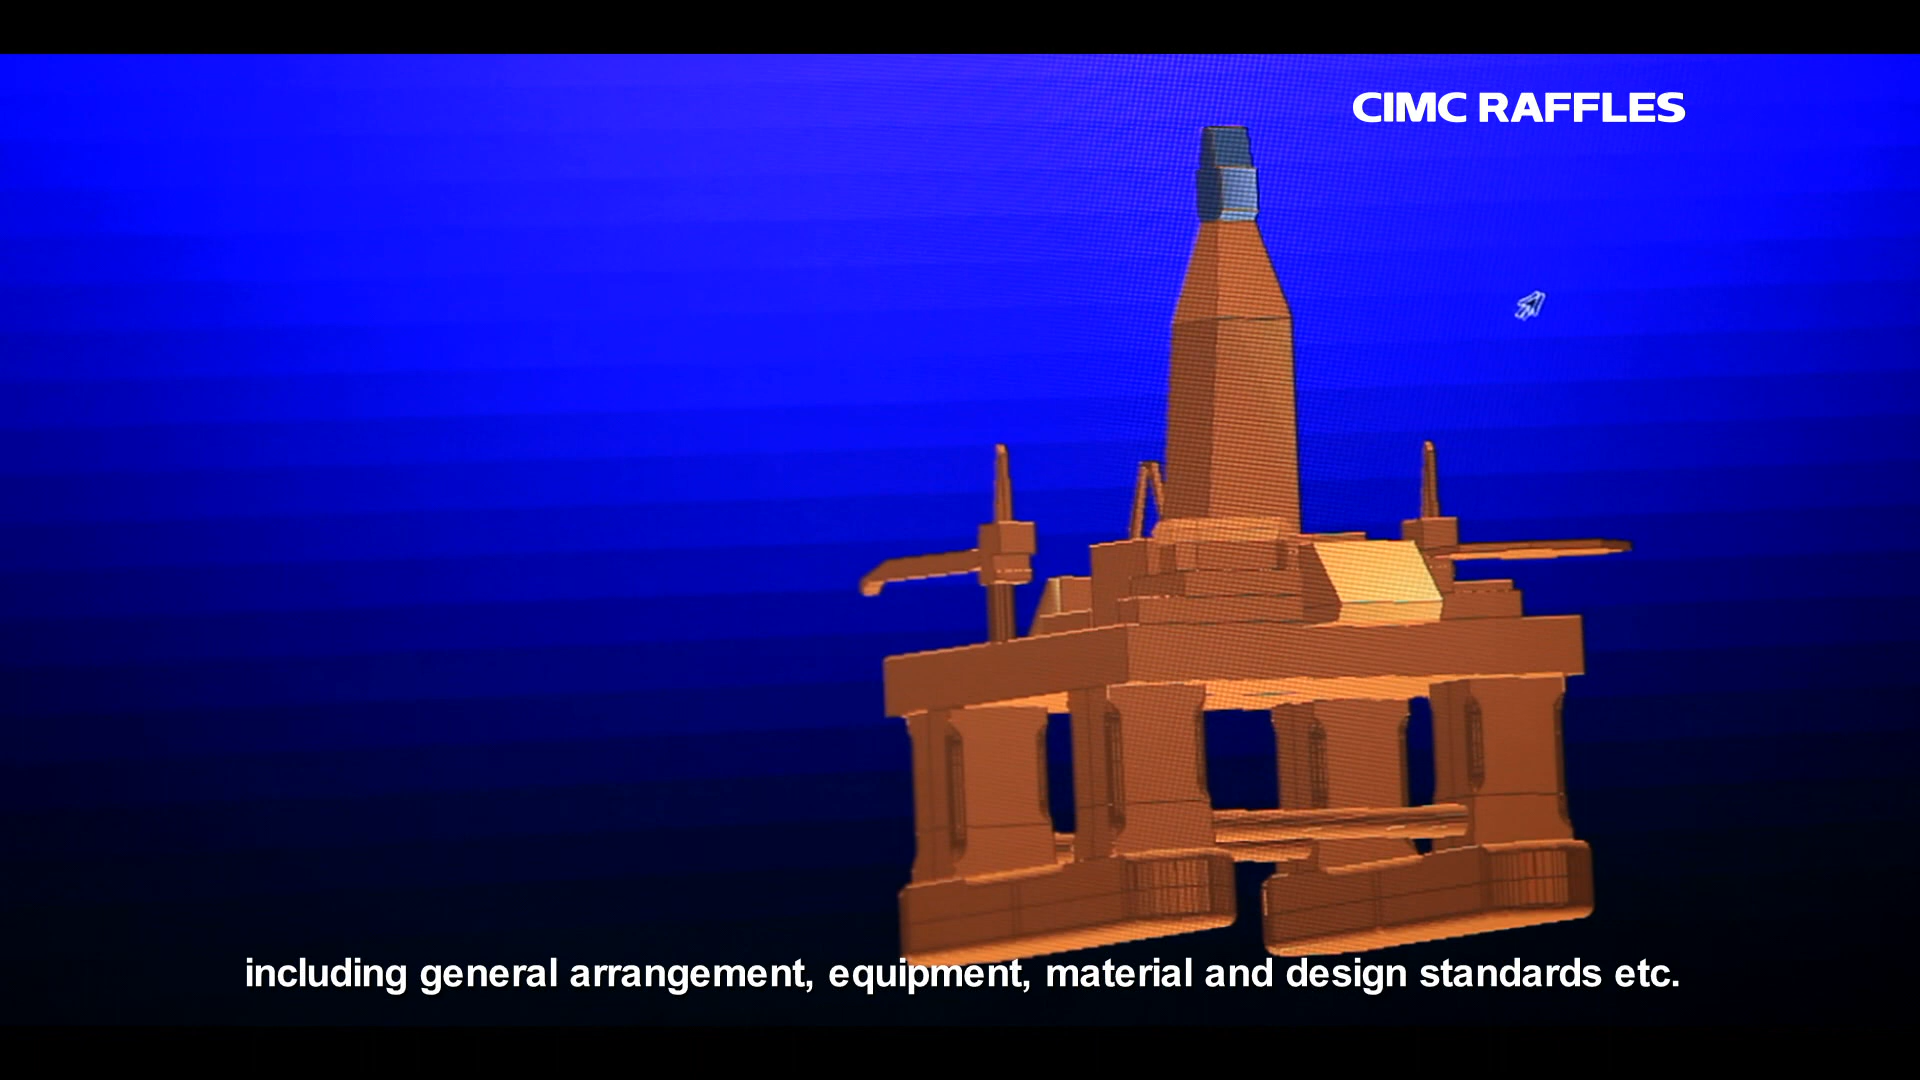 CIMC RAFFLES
including general arrangement, equipment, material and design standards etc.